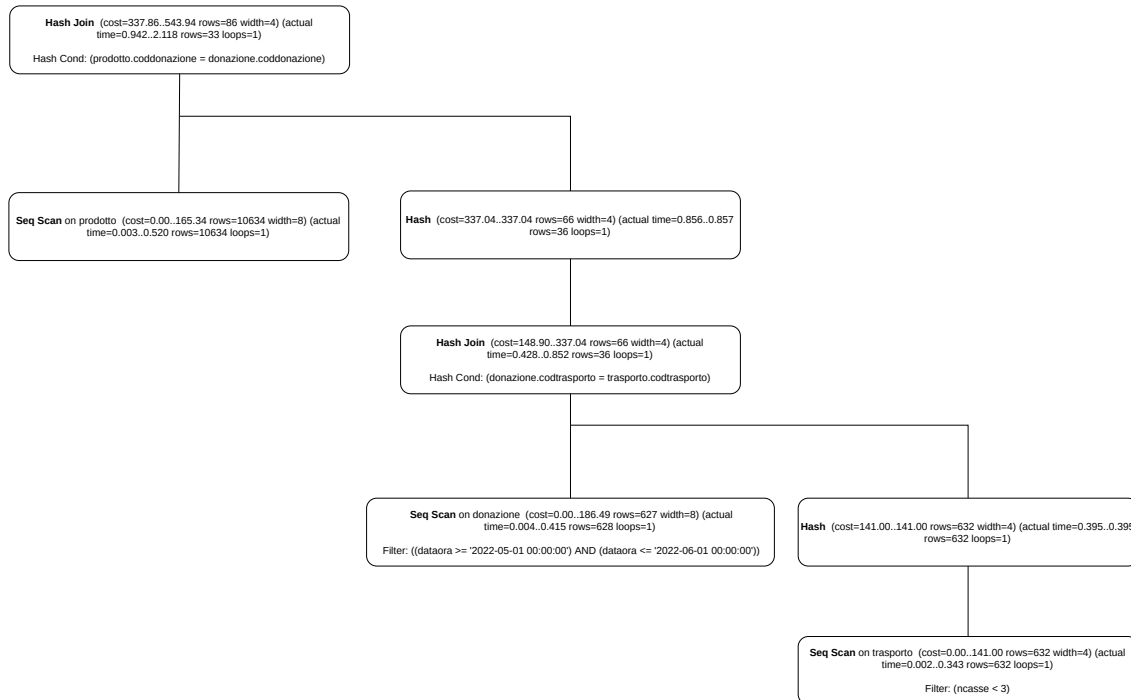 Hash Join (cost=337.86..543.94 rows=86 width=4) (actual
time=0.942..2.118 rows=33 loops=1)
Hash Cond: (prodotto.coddonazione = donazione.coddonazione)
Seq Scan on prodotto (cost=0.00..165.34 rows=10634 width=8) (actual
time=0.003..0.520 rows=10634 loops=1)
Hash (cost=337.04..337.04 rows=66 width=4) (actual time=0.856..0.857
rows=36 loops=1)
Hash Join (cost=148.90..337.04 rows=66 width=4) (actual
time=0.428..0.852 rows=36 loops=1)
Hash Cond: (donazione.codtrasporto = trasporto.codtrasporto)
Seq Scan on donazione (cost=0.00..186.49 rows=627 width=8) (actual
time=0.004..0.415 rows=628 loops=1)
Filter: ((dataora >= '2022-05-01 00:00:00') AND (dataora <= '2022-06-01 00:00:00'))
Hash (cost=141.00..141.00 rows=632 width=4) (actual time=0.395..0.395
rows=632 loops=1)
Seq Scan on trasporto (cost=0.00..141.00 rows=632 width=4) (actual
time=0.002..0.343 rows=632 loops=1)
Filter: (ncasse < 3)